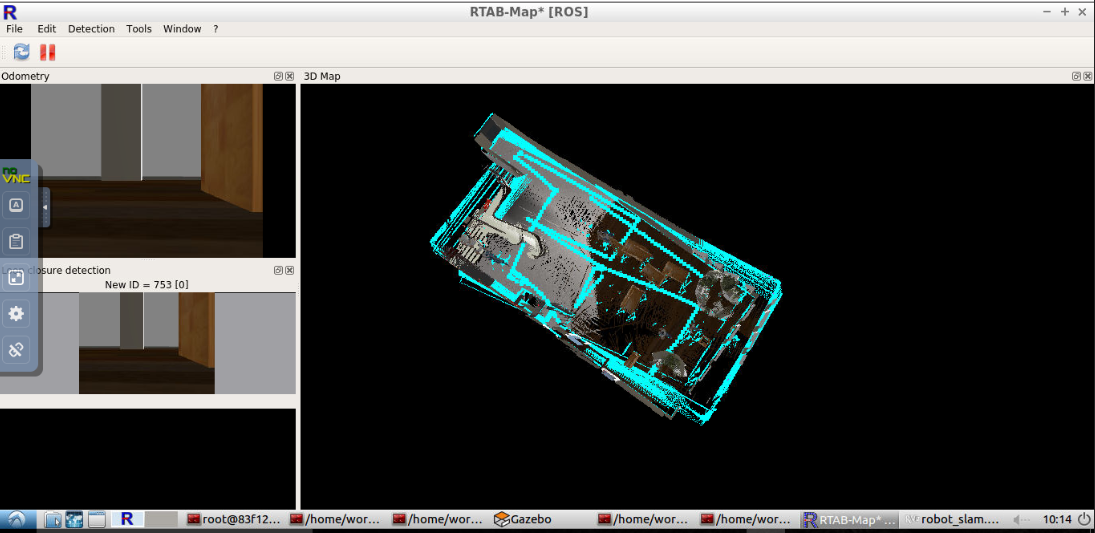 R
RTAB-Map* [ROS]
File Edit Detection Tools Window ?
Odometry
3D Map
no
VNC
A
closure detection
New ID = 753 [0]
R
root@83f12...
/home/wor...
/home/wor...
Gazebo
/home/wor...
/home/wor...
RTAB-Map*...
robot_slam....
10:14